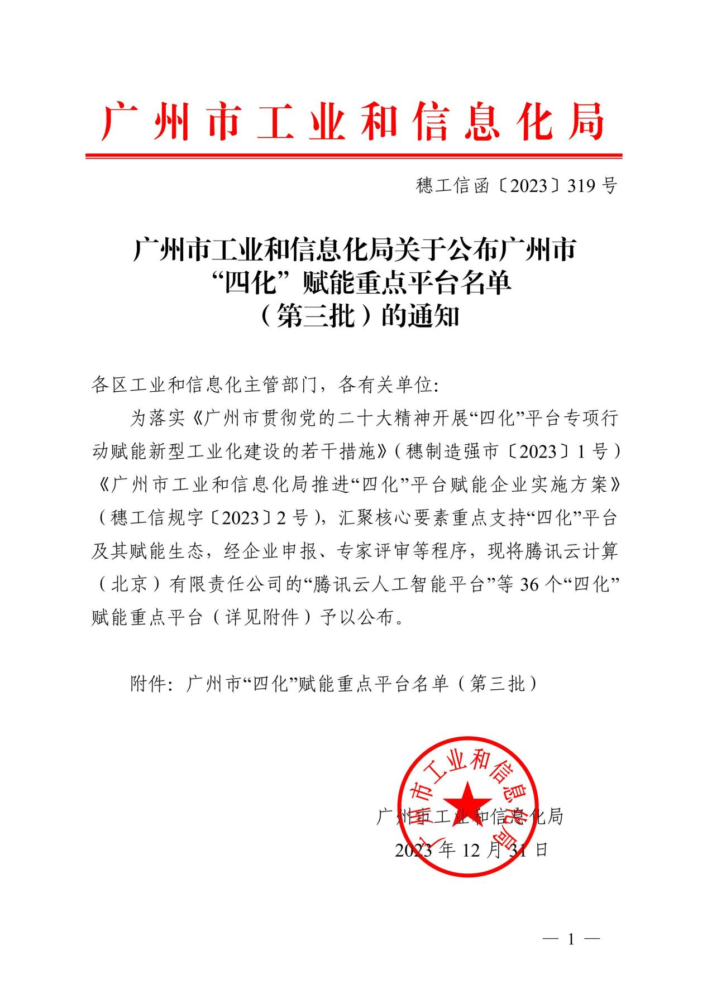 广州市工业和信息化局
穗工信函〔2023〕319 号
广州市工业和信息化局关于公布广州市
“四化”赋能重点平台名单
（第三批）的通知
各区工业和信息化主管部门，各有关单位：
为落实《广州市贯彻党的二十大精神开展“四化”平台专项行
动赋能新型工业化建设的若干措施》（穗制造强市〔2023〕1 号）
《广州市工业和信息化局推进“四化”平台赋能企业实施方案》
（穗工信规字〔2023〕2 号），汇聚核心要素重点支持“四化”平台
及其赋能生态，经企业申报、专家评审等程序，现将腾讯云计算
（北京）有限责任公司的“腾讯云人工智能平台”等 36 个“四化”
赋能重点平台（详见附件）予以公布。
附件：广州市“四化”赋能重点平台名单（第三批）
广州市工业和信息化局
广州市工业和信息化局
2023 年 12 月 31 日
— 1 —